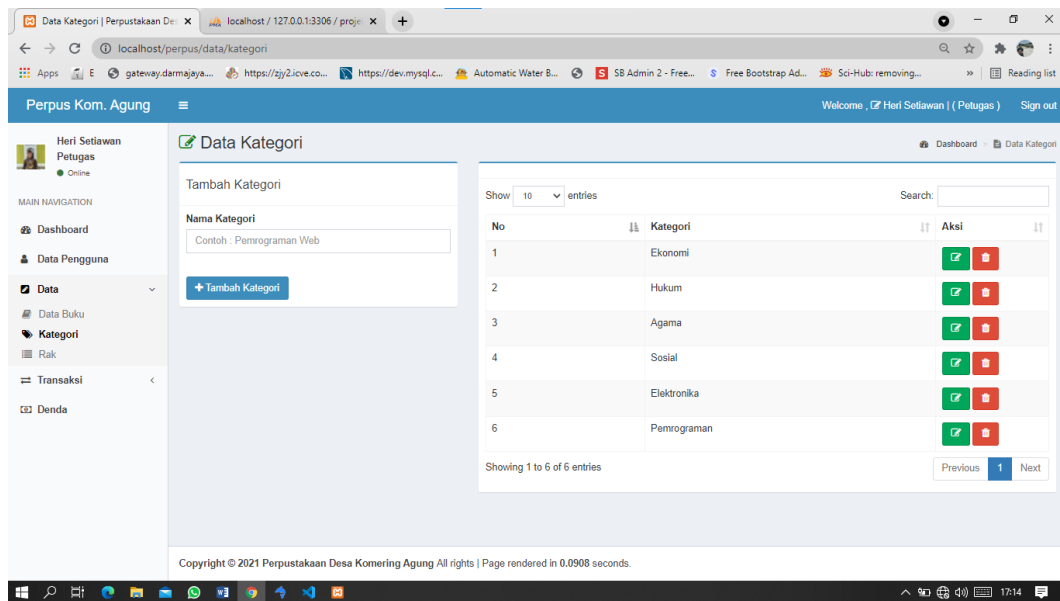 Data Kategori | Perpustakaan De
localhost / 127.0.0.1:3306 / proje
localhost/perpus/data/kategori
Apps
E
gateway.darmajaya...
https://zjy2.icve.co...
https://dev.mysql.c...
Automatic Water B...
SB Admin 2 - Free...
Free Bootstrap Ad...
Sci-Hub: removing...
»
Reading list
Perpus Kom. Agung
Welcome , Heri Setiawan | ( Petugas )
Sign out
Heri Setiawan
Petugas
Online
MAIN NAVIGATION
Dashboard
Data Pengguna
Data
Data Buku
Kategori
Rak
Transaksi
Denda
Data Kategori
Dashboard > Data Kategori
Tambah Kategori
Nama Kategori
Contoh : Pemrograman Web
+ Tambah Kategori
Show 10 entries
Search:
No Kategori Aksi
1 Ekonomi
2 Hukum
3 Agama
4 Sosial
5 Elektronika
6 Pemrograman
Showing 1 to 6 of 6 entries
Previous 1 Next
Copyright © 2021 Perpustakaan Desa Komering Agung All rights | Page rendered in 0.0908 seconds.
17:14